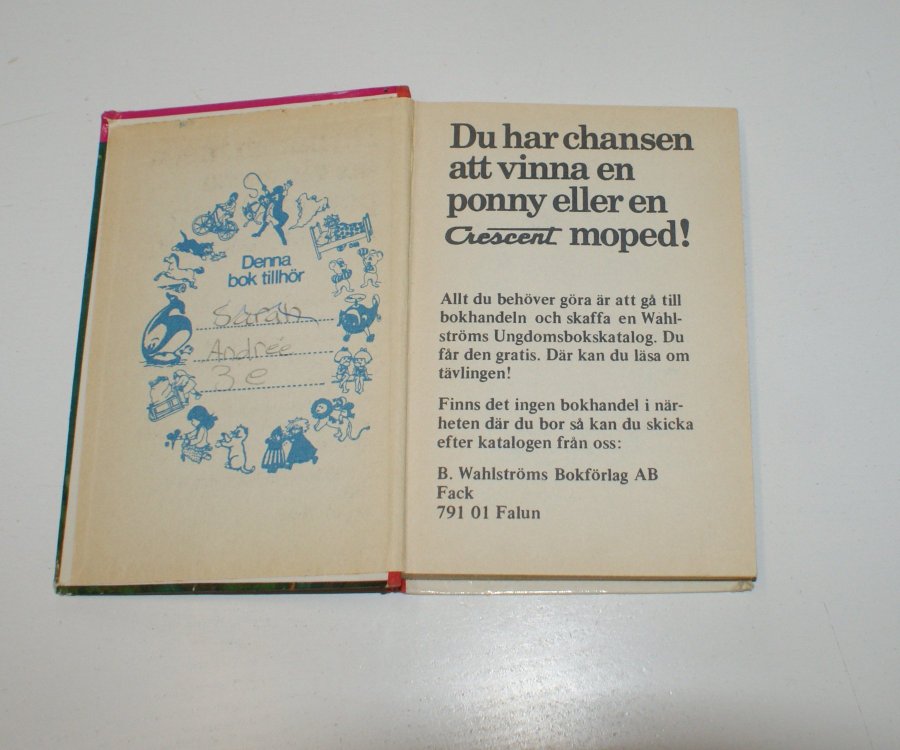 Denna
bok tillhör
Sarah
Andrée
3 e
Du har chansen
att vinna en
ponny eller en
Crescent moped!
Allt du behöver göra är att gå till
bokhandeln och skaffa en Wahl-
ströms Ungdomsbokskatalog. Du
får den gratis. Där kan du läsa om
tävlingen!
Finns det ingen bokhandel i när-
heten där du bor så kan du skicka
efter katalogen från oss:
B. Wahlströms Bokförlag AB
Fack
791 01 Falun